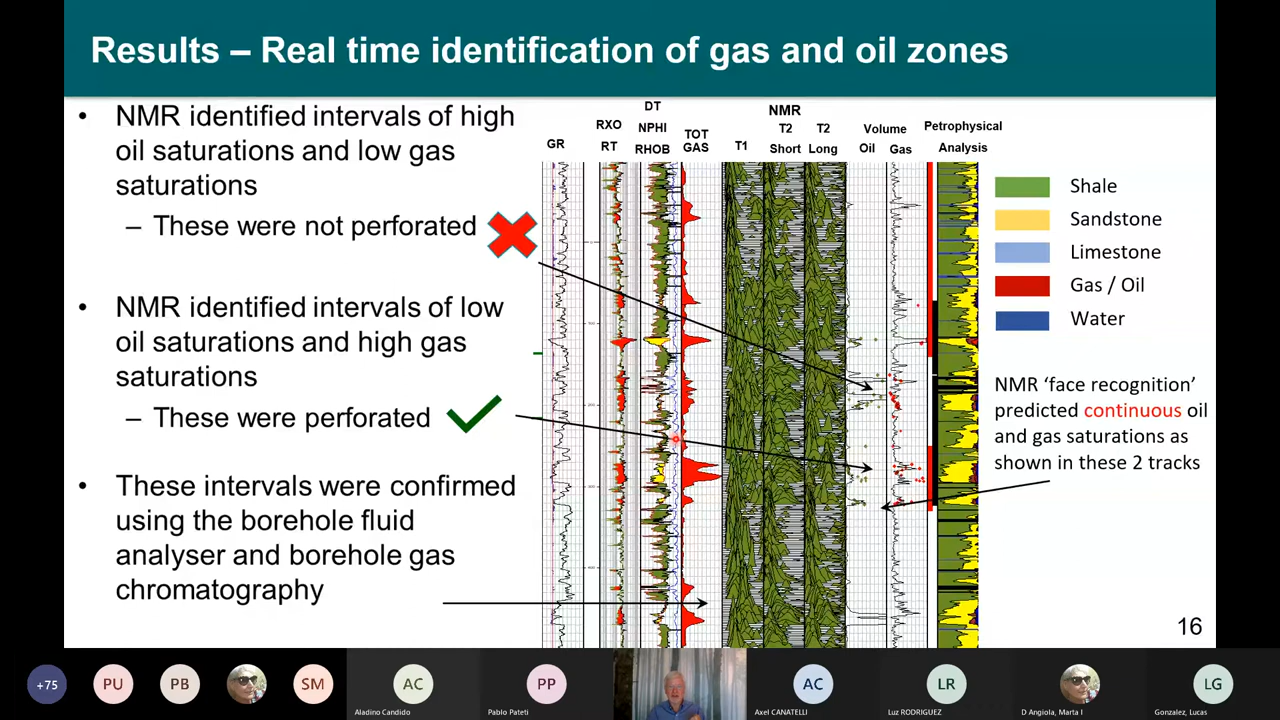 Results – Real time identification of gas and oil zones
• NMR identified intervals of high
oil saturations and low gas
saturations
– These were not perforated
• NMR identified intervals of low
oil saturations and high gas
saturations
– These were perforated
• These intervals were confirmed
using the borehole fluid
analyser and borehole gas
chromatography
GR
RXO
RT
DT
NPHI
RHOB
TOT
GAS
NMR
T1
T2
Short
T2
Long
Volume
Oil Gas
Petrophysical
Analysis
Shale
Sandstone
Limestone
Gas / Oil
Water
NMR ‘face recognition’
predicted continuous oil
and gas saturations as
shown in these 2 tracks
16
+75
PU
PB
SM
AC
Aladino Candido
PP
Pablo Pateti
AC
Axel CANATELLI
LR
Luz RODRIGUEZ
D Angiola, Marta I
LG
Gonzalez, Lucas